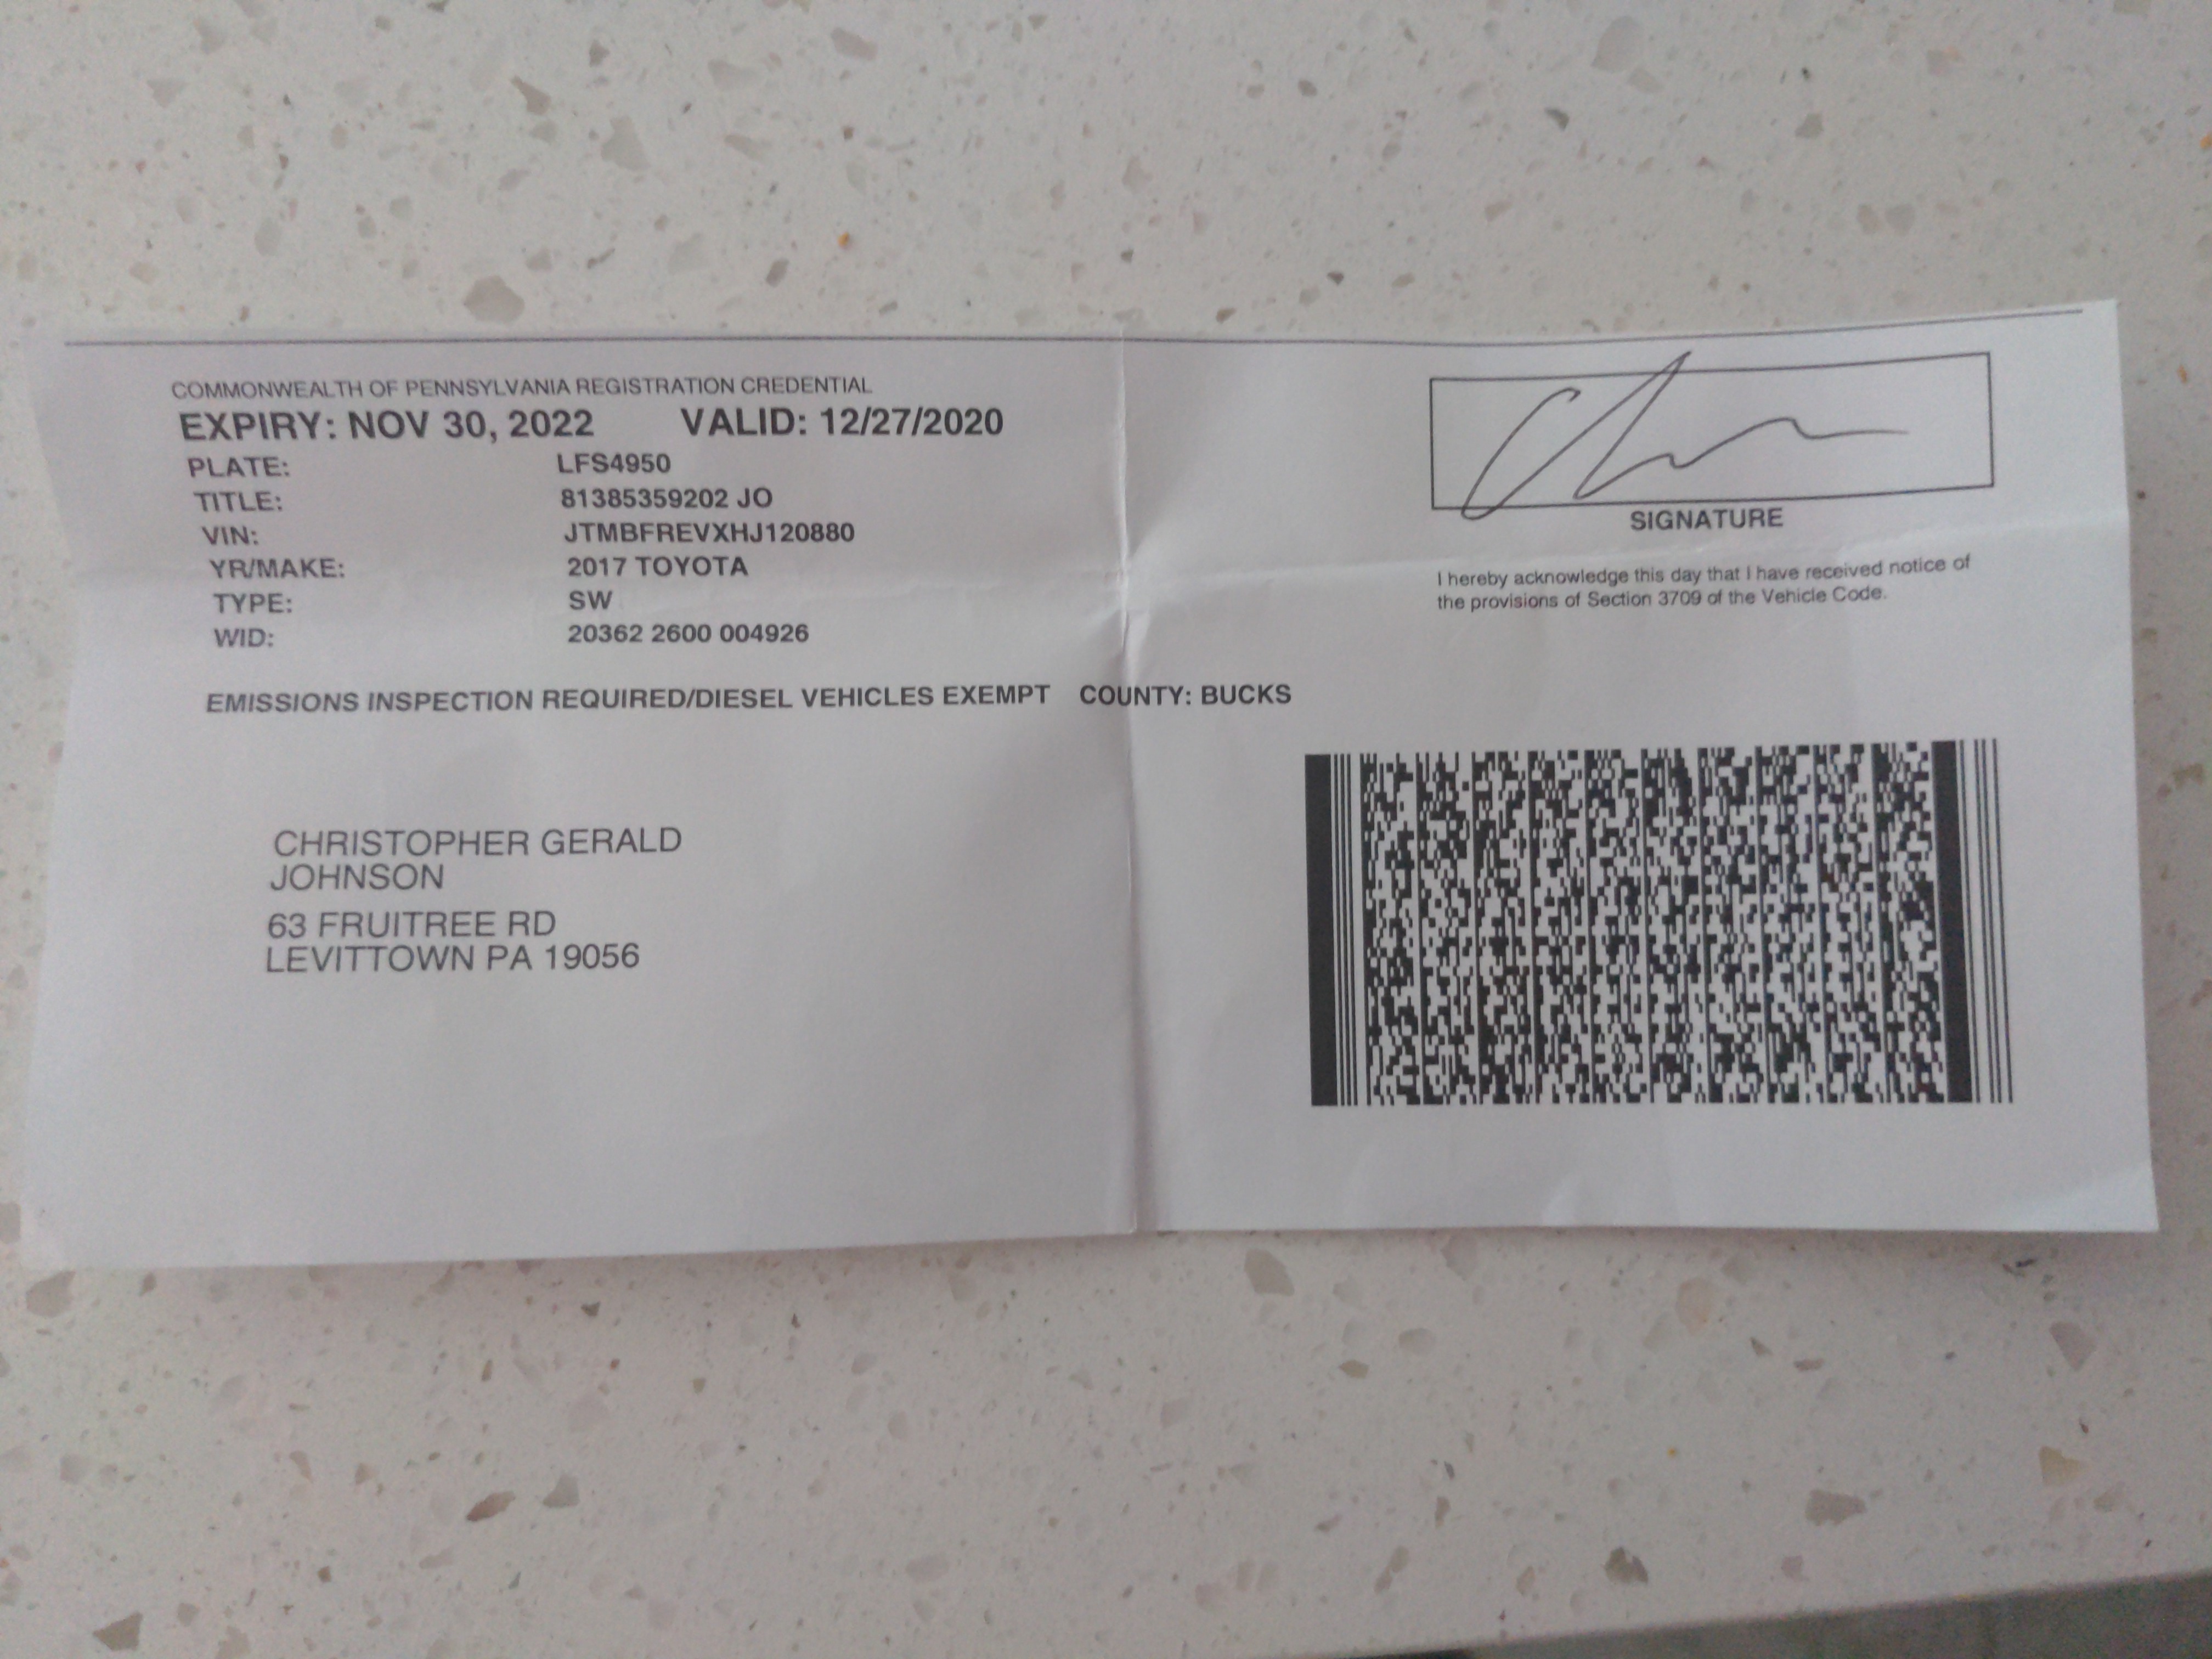 COMMONWEALTH OF PENNSYLVANIA REGISTRATION CREDENTIAL
EXPIRY: NOV 30, 2022 VALID: 12/27/2020
PLATE: LFS4950
TITLE: 81385359202 JO
VIN: JTMBFREVXHJ120880
YR/MAKE: 2017 TOYOTA
TYPE: SW
WID: 20362 2600 004926
EMISSIONS INSPECTION REQUIRED/DIESEL VEHICLES EXEMPT COUNTY: BUCKS
CHRISTOPHER GERALD
JOHNSON
63 FRUITREE RD
LEVITTOWN PA 19056
SIGNATURE
I hereby acknowledge this day that I have received notice of
the provisions of Section 3709 of the Vehicle Code.